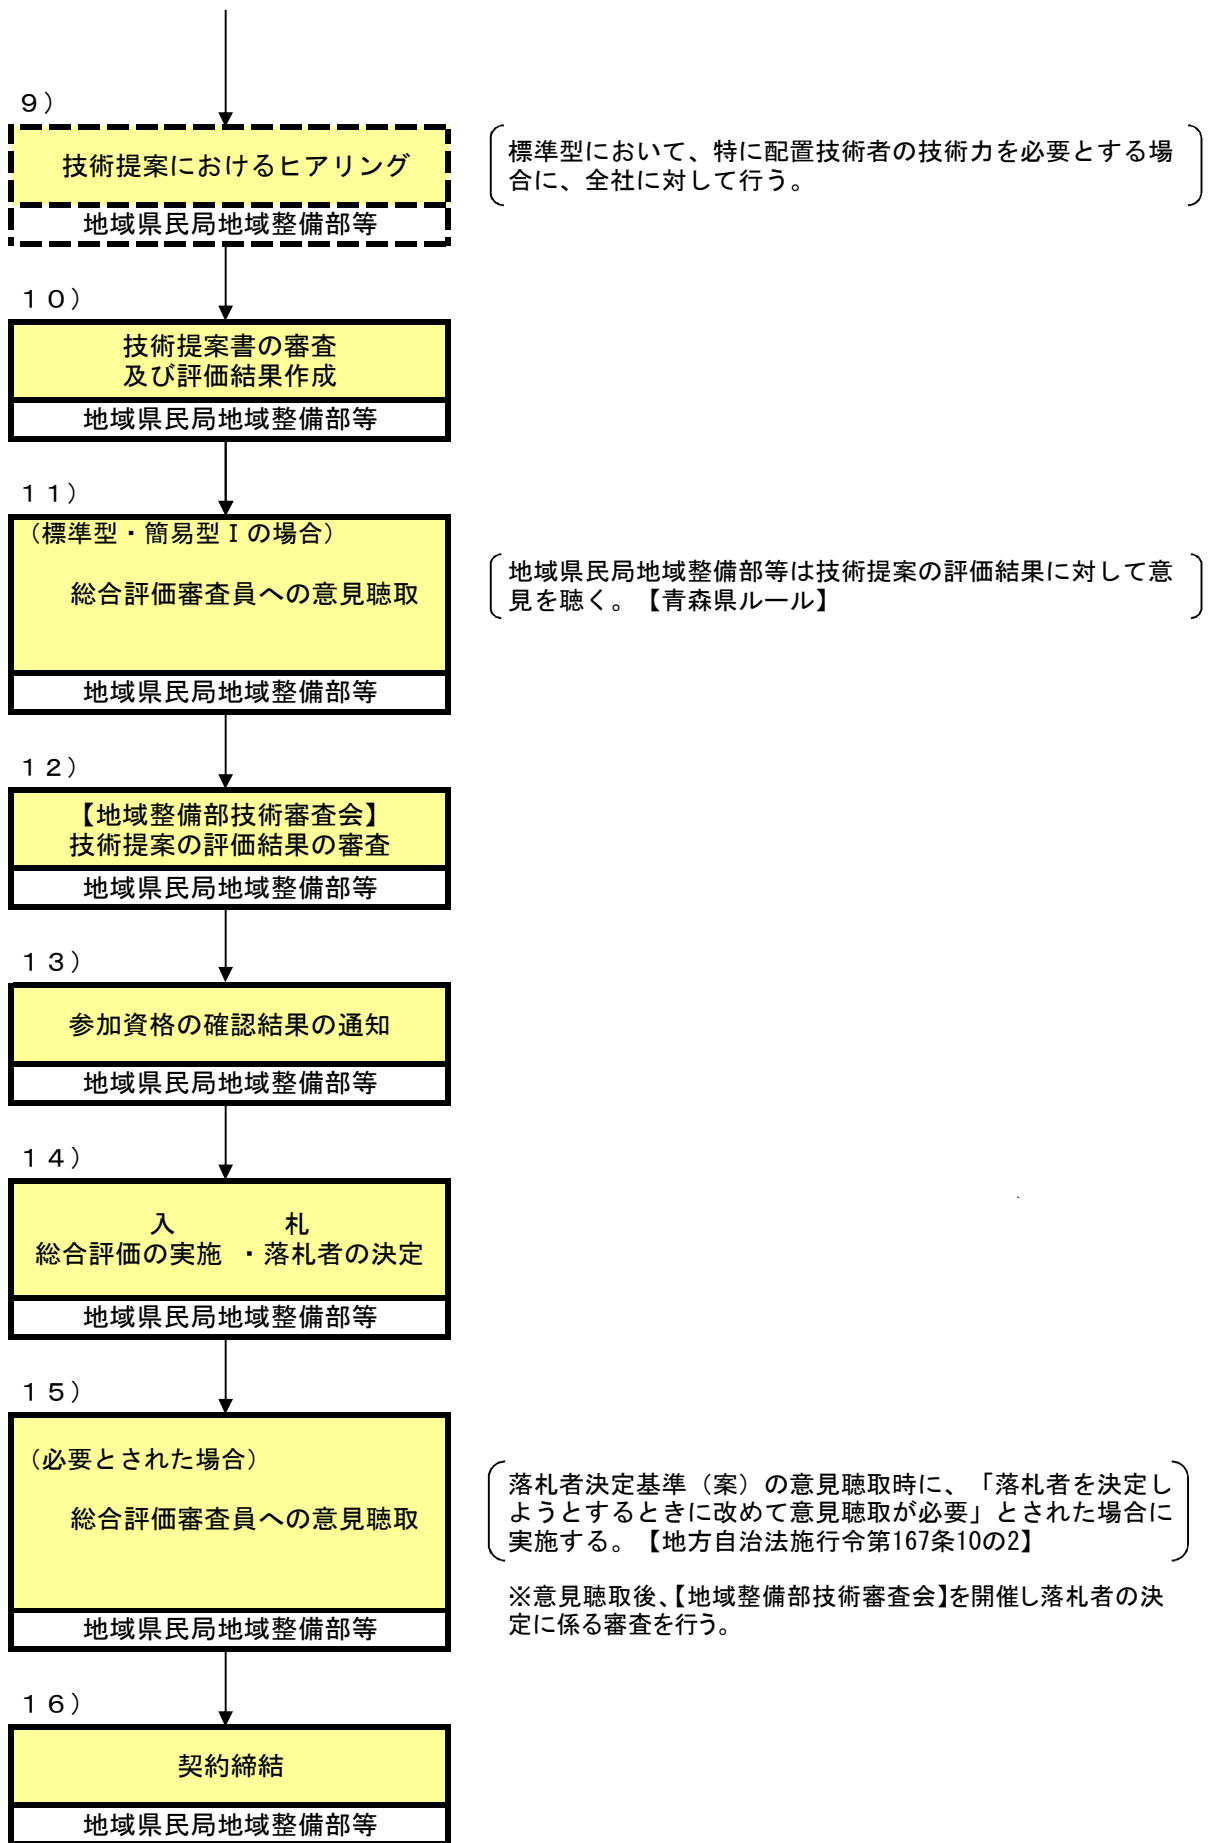 ９）
技術提案におけるヒアリング
地域県民局地域整備部等
標準型において、特に配置技術者の技術力を必要とする場
合に、全社に対して行う。
１０）
技術提案書の審査
及び評価結果作成
地域県民局地域整備部等
１１）
（標準型・簡易型Ⅰの場合）
総合評価審査員への意見聴取
地域県民局地域整備部等
地域県民局地域整備部等は技術提案の評価結果に対して意
見を聴く。【青森県ルール】
１２）
【地域整備部技術審査会】
技術提案の評価結果の審査
地域県民局地域整備部等
１３）
参加資格の確認結果の通知
地域県民局地域整備部等
１４）
入　　　　札
総合評価の実施　・落札者の決定
地域県民局地域整備部等
１５）
（必要とされた場合）
総合評価審査員への意見聴取
地域県民局地域整備部等
落札者決定基準（案）の意見聴取時に、「落札者を決定し
ようとするときに改めて意見聴取が必要」とされた場合に
実施する。【地方自治法施行令第167条10の2】
※意見聴取後、【地域整備部技術審査会】を開催し落札者の決
定に係る審査を行う。
１６）
契約締結
地域県民局地域整備部等